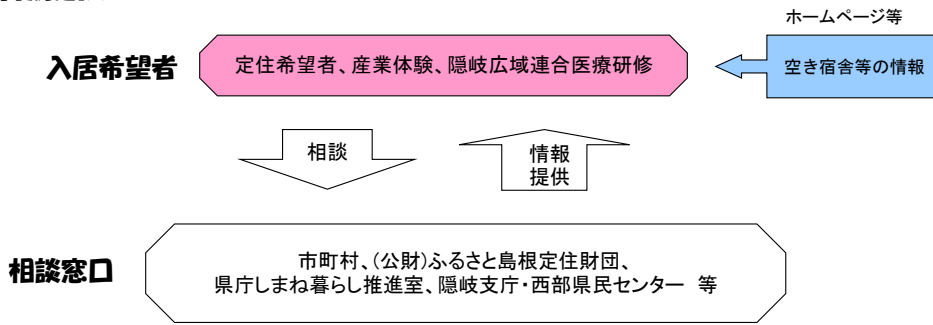 ホームページ等
入居希望者
定住希望者、産業体験、隠岐広域連合医療研修
空き宿舎等の情報
相談
情報
提供
相談窓口
市町村、(公財)ふるさと島根定住財団、
県庁しまね暮らし推進室、隠岐支庁・西部県民センター 等